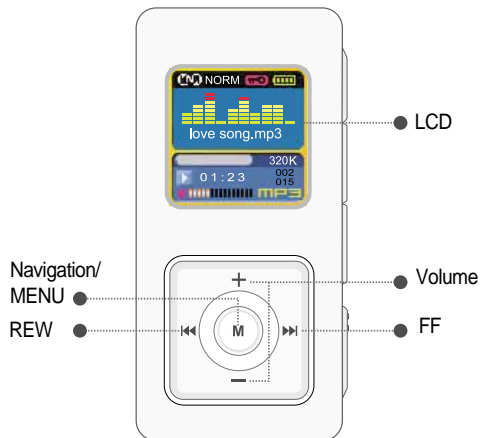 NORM
love song.mp3
320K
01:23
002
015
MP3
LCD
Navigation/
MENU
Volume
REW
FF
M